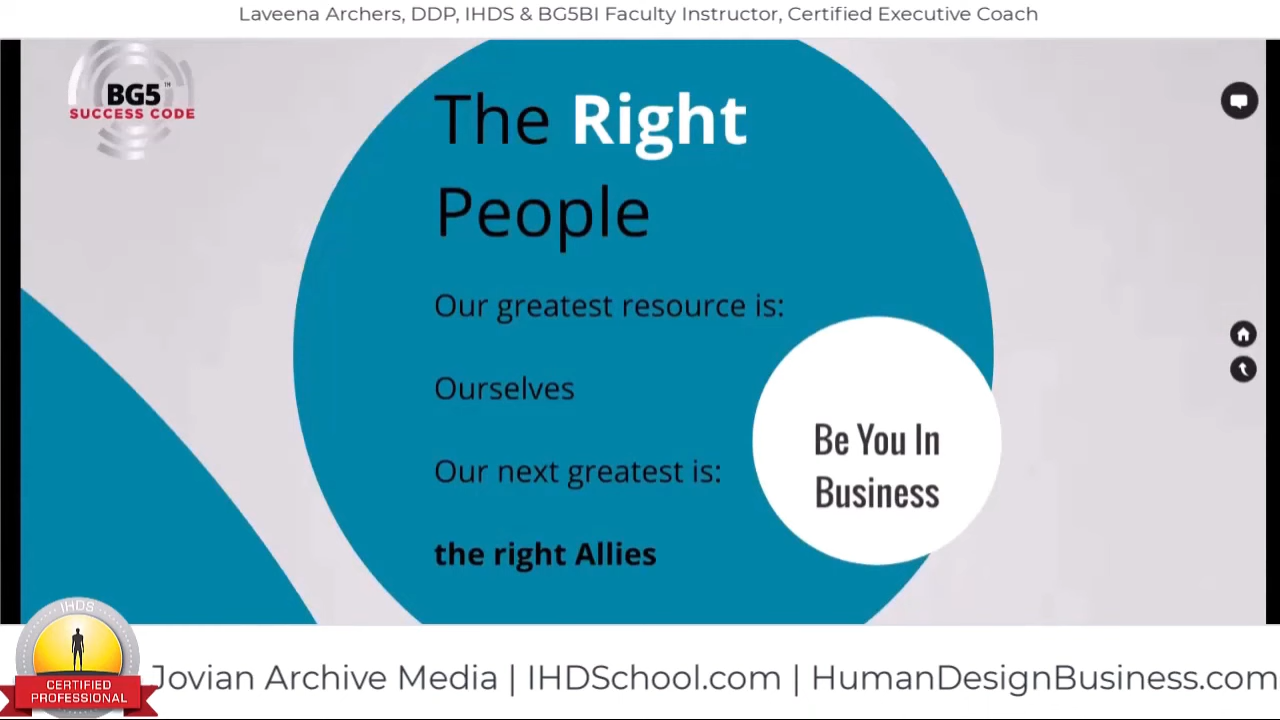 Laveena Archers, DDP, IHDS & BG5BI Faculty Instructor, Certified Executive Coach
BG5™
SUCCESS CODE
The Right
People
Our greatest resource is:
Ourselves
Our next greatest is:
the right Allies
Be You In
Business
IHDS
CERTIFIED
PROFESSIONAL
Jovian Archive Media | IHDSchool.com | HumanDesignBusiness.com